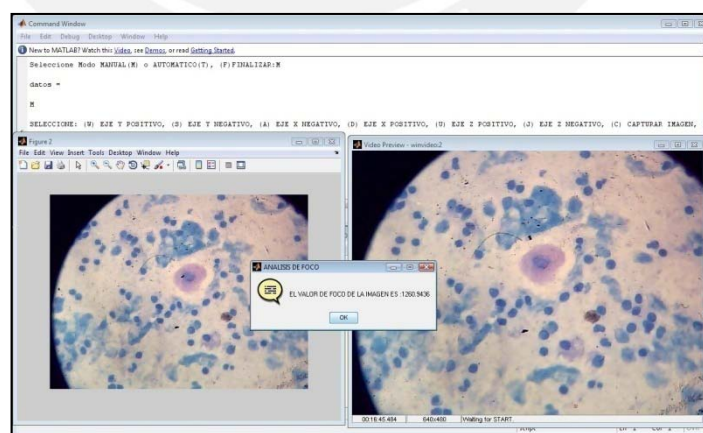 Command Window
File Edit Debug Desktop Window Help
New to MATLAB? Watch this Video, see Demos, or read Getting Started.
Seleccione Modo MANUAL(M) o AUTOMATICO(T), (F)FINALIZAR:M
datos =
M
SELECCIONE: (W) EJE Y POSITIVO, (S) EJE Y NEGATIVO, (A) EJE X NEGATIVO, (D) EJE X POSITIVO, (U) EJE Z POSITIVO, (J) EJE Z NEGATIVO, (C) CAPTURAR IMAGEN,
Figure 2
File Edit View Insert Tools Desktop Window Help
Video Preview - winvideo:2
ANALISIS DE FOCO
EL VALOR DE FOCO DE LA IMAGEN ES :1260.9436
OK
00:16:45.484 640x480 Waiting for START.